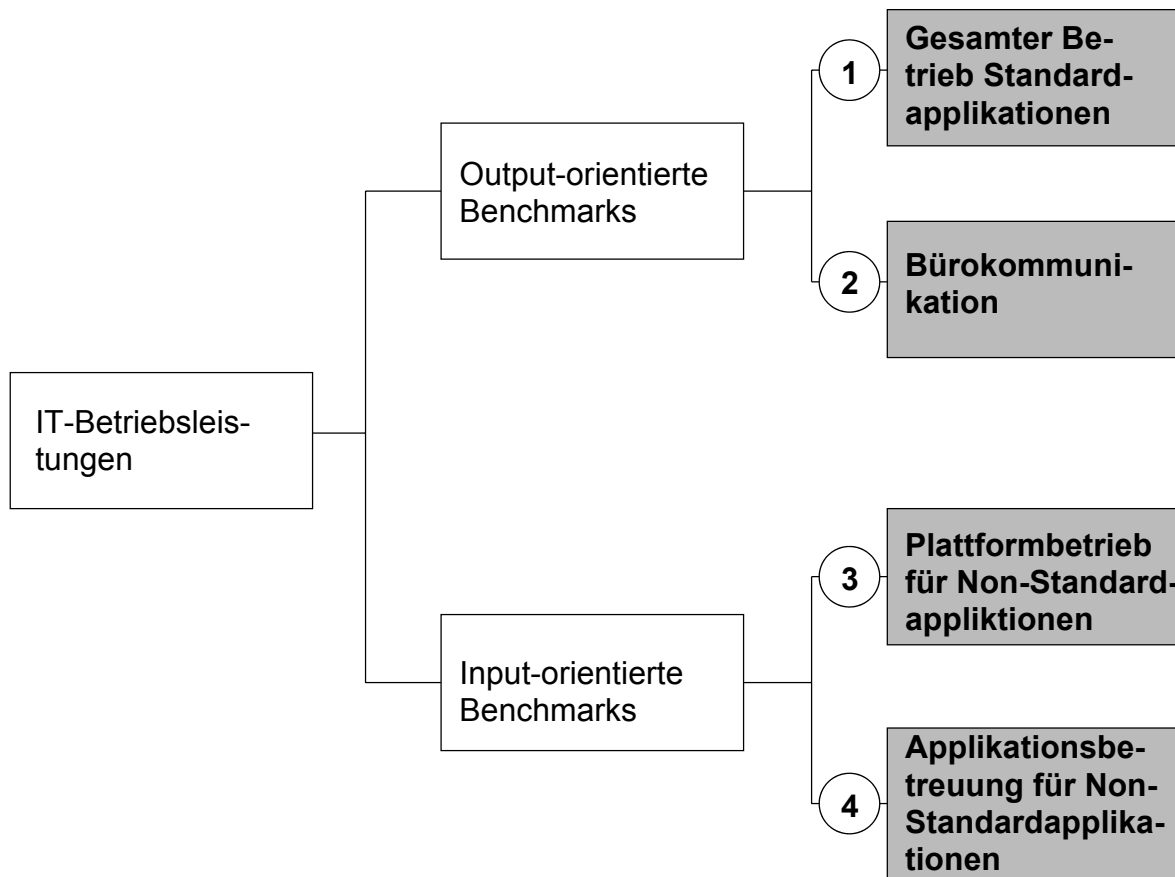 Gesamter Be-
trieb Standard-
applikationen
1
Output-orientierte
Benchmarks
2
Bürokommuni-
kation
IT-Betriebsleis-
tungen
Plattformbetrieb
für Non-Standard-
appliktionen
3
Input-orientierte
Benchmarks
4
Applikationsbe-
treuung für Non-
Standardapplika-
tionen